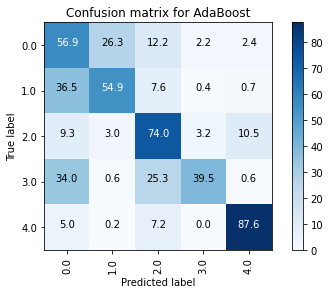 Confusion matrix for AdaBoost
True label
0.0 56.9 26.3 12.2 2.2 2.4
1.0 36.5 54.9 7.6 0.4 0.7
2.0 9.3 3.0 74.0 3.2 10.5
3.0 34.0 0.6 25.3 39.5 0.6
4.0 5.0 0.2 7.2 0.0 87.6
0.0 1.0 2.0 3.0 4.0
Predicted label
80
70
60
50
40
30
20
10
0